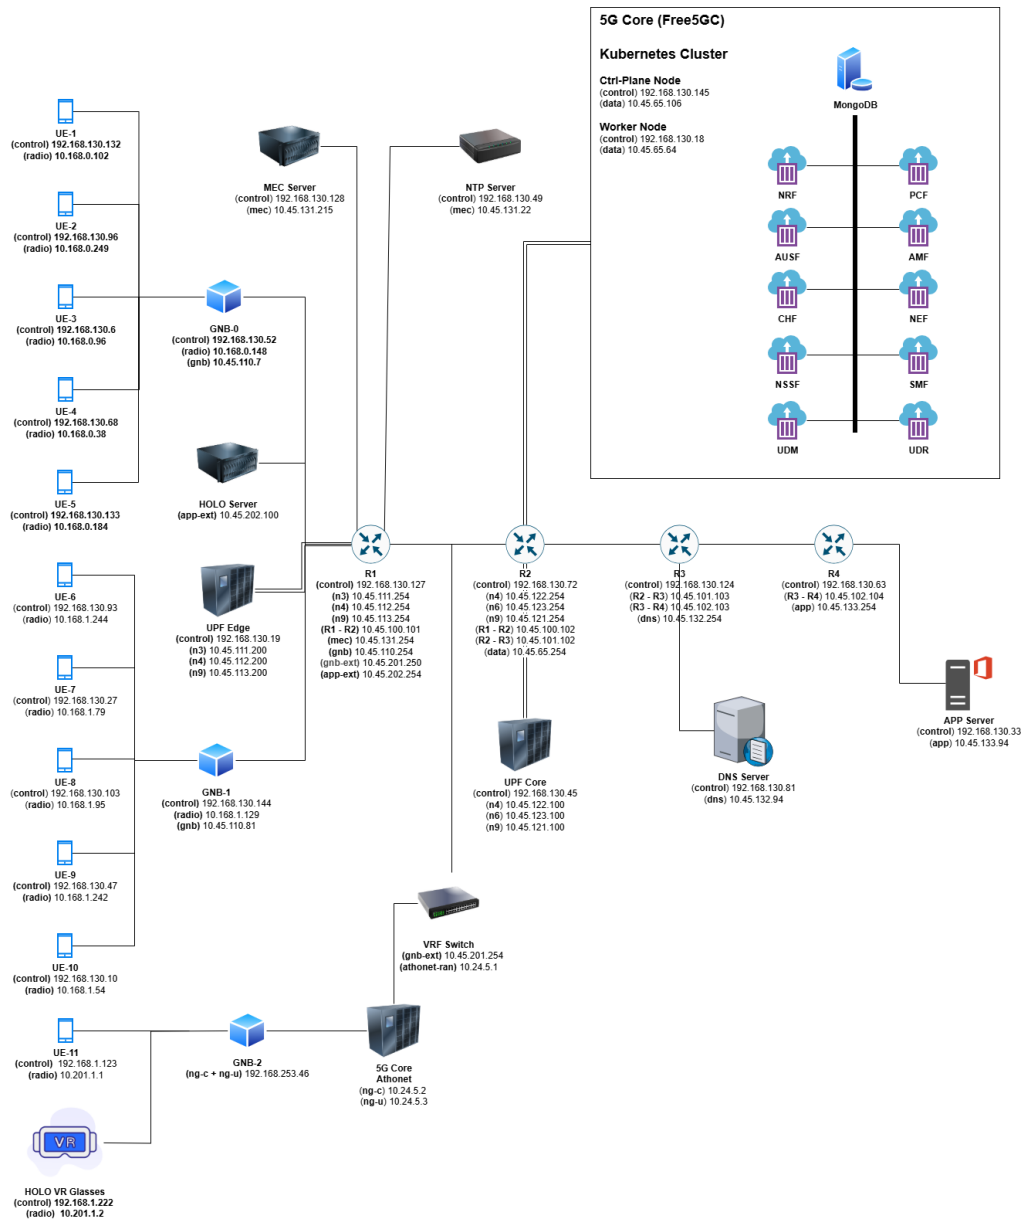 5G Core (Free5GC)
Kubernetes Cluster
Ctrl-Plane Node
(control) 192.168.130.145
(data) 10.45.65.106
Worker Node
(control) 192.168.130.18
(data) 10.45.65.64
MongoDB
NRF
PCF
AUSF
AMF
CHF
NEF
NSSF
SMF
UDM
UDR
UE-1
(control) 192.168.130.132
(radio) 10.168.0.102
UE-2
(control) 192.168.130.96
(radio) 10.168.0.249
UE-3
(control) 192.168.130.6
(radio) 10.168.0.96
UE-4
(control) 192.168.130.68
(radio) 10.168.0.38
UE-5
(control) 192.168.130.133
(radio) 10.168.0.184
UE-6
(control) 192.168.130.93
(radio) 10.168.1.244
UE-7
(control) 192.168.130.27
(radio) 10.168.1.79
UE-8
(control) 192.168.130.103
(radio) 10.168.1.95
UE-9
(control) 192.168.130.47
(radio) 10.168.1.242
UE-10
(control) 192.168.130.10
(radio) 10.168.1.54
UE-11
(control) 192.168.1.123
(radio) 10.201.1.1
VR
HOLO VR Glasses
(control) 192.168.1.222
(radio) 10.201.1.2
MEC Server
(control) 192.168.130.128
(mec) 10.45.131.215
NTP Server
(control) 192.168.130.49
(mec) 10.45.131.22
GNB-0
(control) 192.168.130.52
(radio) 10.168.0.148
(gnb) 10.45.110.7
HOLO Server
(app-ext) 10.45.202.100
UPF Edge
(control) 192.168.130.19
(n3) 10.45.111.200
(n4) 10.45.112.200
(n9) 10.45.113.200
GNB-1
(control) 192.168.130.144
(radio) 10.168.1.129
(gnb) 10.45.110.81
GNB-2
(ng-c + ng-u) 192.168.253.46
R1
(control) 192.168.130.127
(n3) 10.45.111.254
(n4) 10.45.112.254
(n9) 10.45.113.254
(R1 - R2) 10.45.100.101
(mec) 10.45.131.254
(gnb) 10.45.110.254
(gnb-ext) 10.45.201.250
(app-ext) 10.45.202.254
R2
(control) 192.168.130.72
(n4) 10.45.122.254
(n6) 10.45.123.254
(n9) 10.45.121.254
(R1 - R2) 10.45.100.102
(R2 - R3) 10.45.101.102
(data) 10.45.65.254
R3
(control) 192.168.130.124
(R2 - R3) 10.45.101.103
(R3 - R4) 10.45.102.103
(dns) 10.45.132.254
R4
(control) 192.168.130.63
(R3 - R4) 10.45.102.104
(app) 10.45.133.254
UPF Core
(control) 192.168.130.45
(n4) 10.45.122.100
(n6) 10.45.123.100
(n9) 10.45.121.100
DNS Server
(control) 192.168.130.81
(dns) 10.45.132.94
APP Server
(control) 192.168.130.33
(app) 10.45.133.94
VRF Switch
(gnb-ext) 10.45.201.254
(athonet-ran) 10.24.5.1
5G Core
Athonet
(ng-c) 10.24.5.2
(ng-u) 10.24.5.3